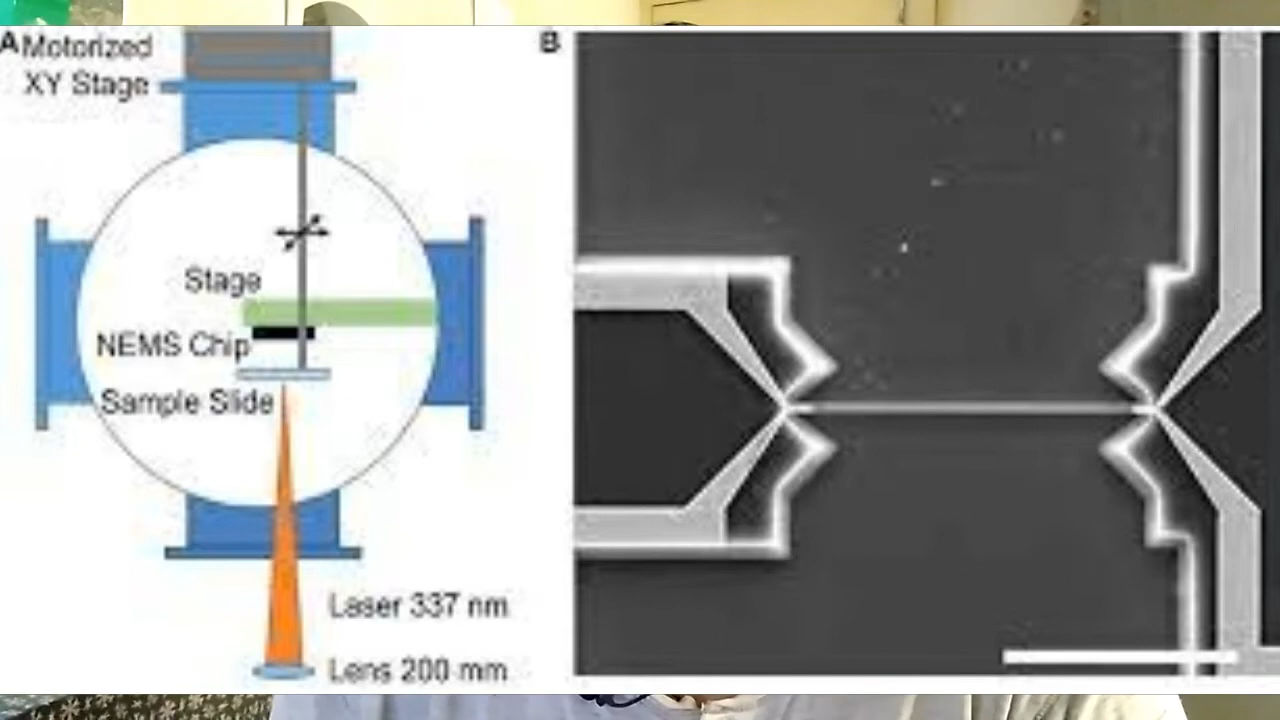 A
Motorized
XY Stage
Stage
NEMS Chip
Sample Slide
Laser 337 nm
Lens 200 mm
B